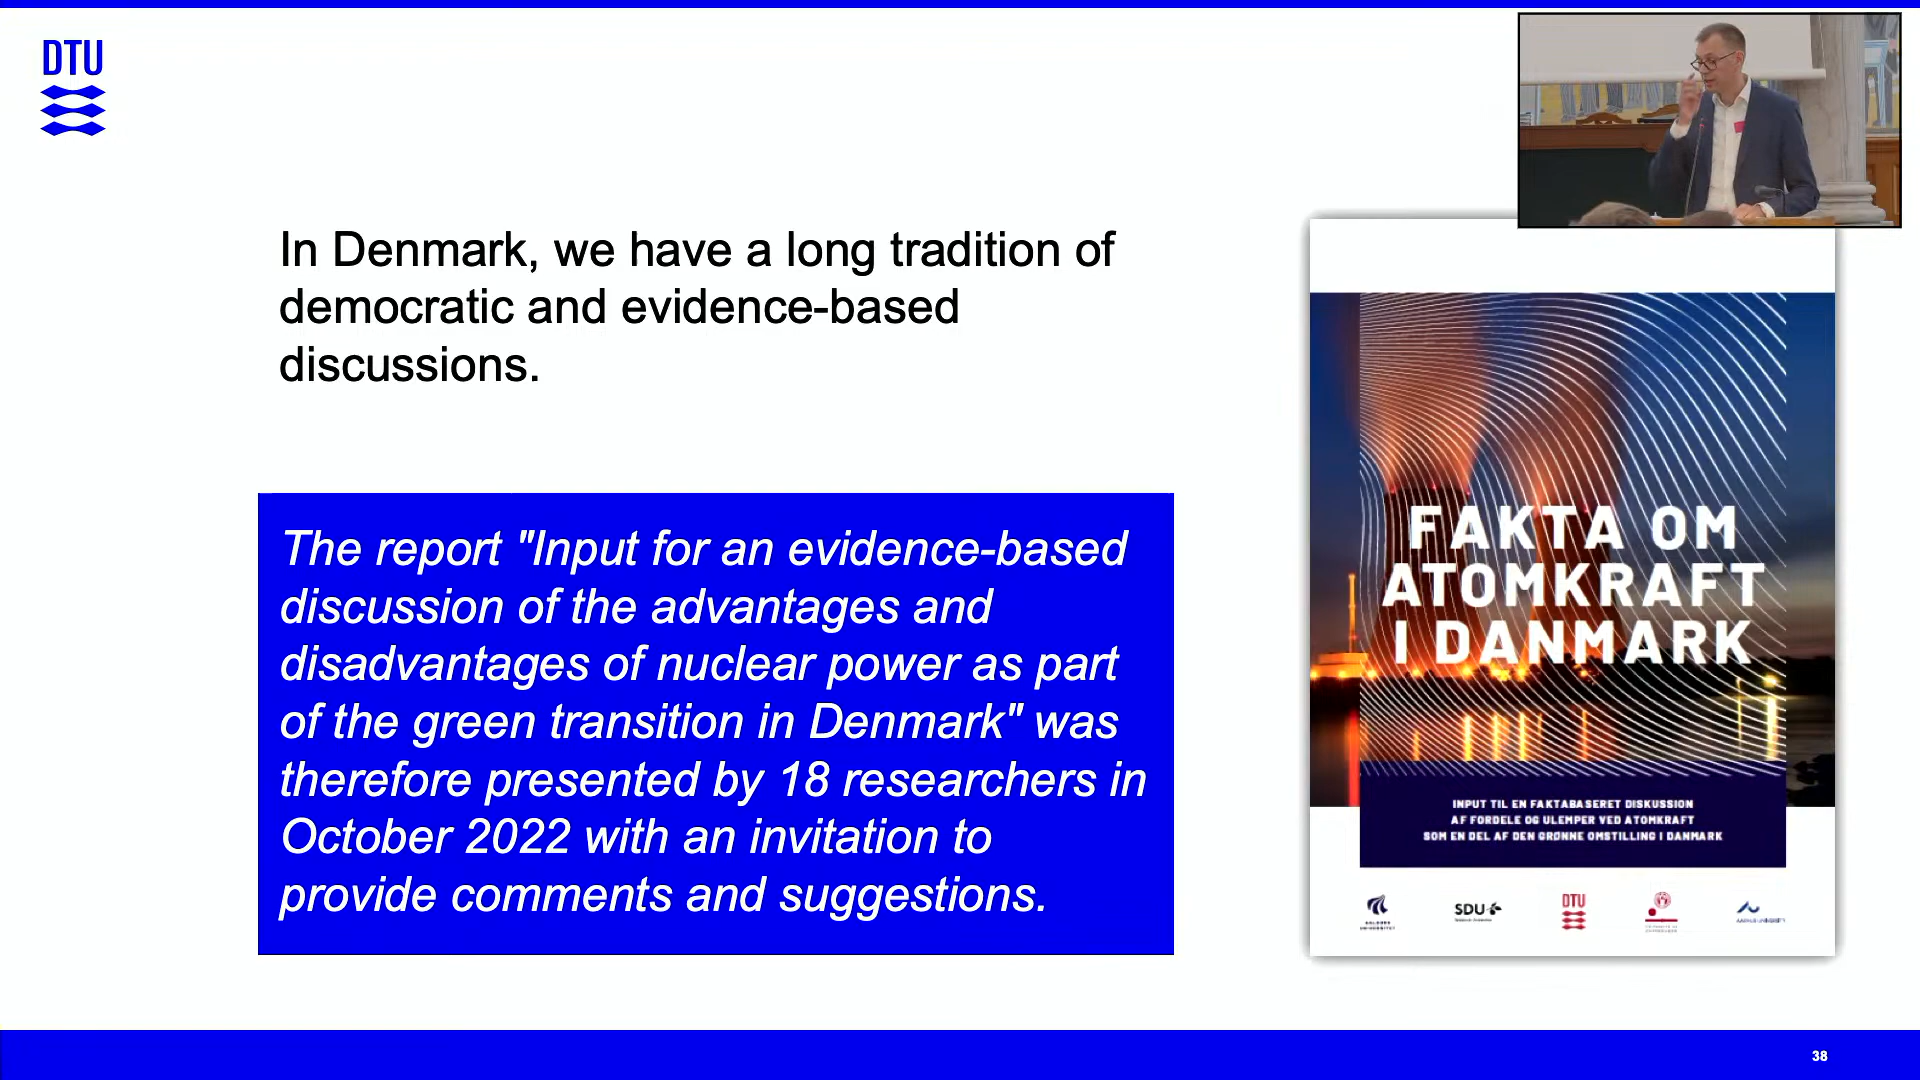 DTU
In Denmark, we have a long tradition of
democratic and evidence-based
discussions.
The report "Input for an evidence-based
discussion of the advantages and
disadvantages of nuclear power as part
of the green transition in Denmark" was
therefore presented by 18 researchers in
October 2022 with an invitation to
provide comments and suggestions.
FAKTA OM
ATOMKRAFT
I DANMARK
INPUT TIL EN FAKTABASERET DISKUSSION
AF FORDELE OG ULEMPER VED ATOMKRAFT
SOM EN DEL AF DEN GRØNNE OMSTILLING I DANMARK
AALBORG
UNIVERSITET
SDU
DTU
AARHUS UNIVERSITET
38